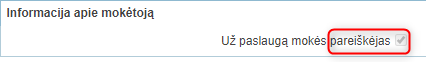 Informacija apie mokėtoją
Už paslaugą mokės pareiškėjas